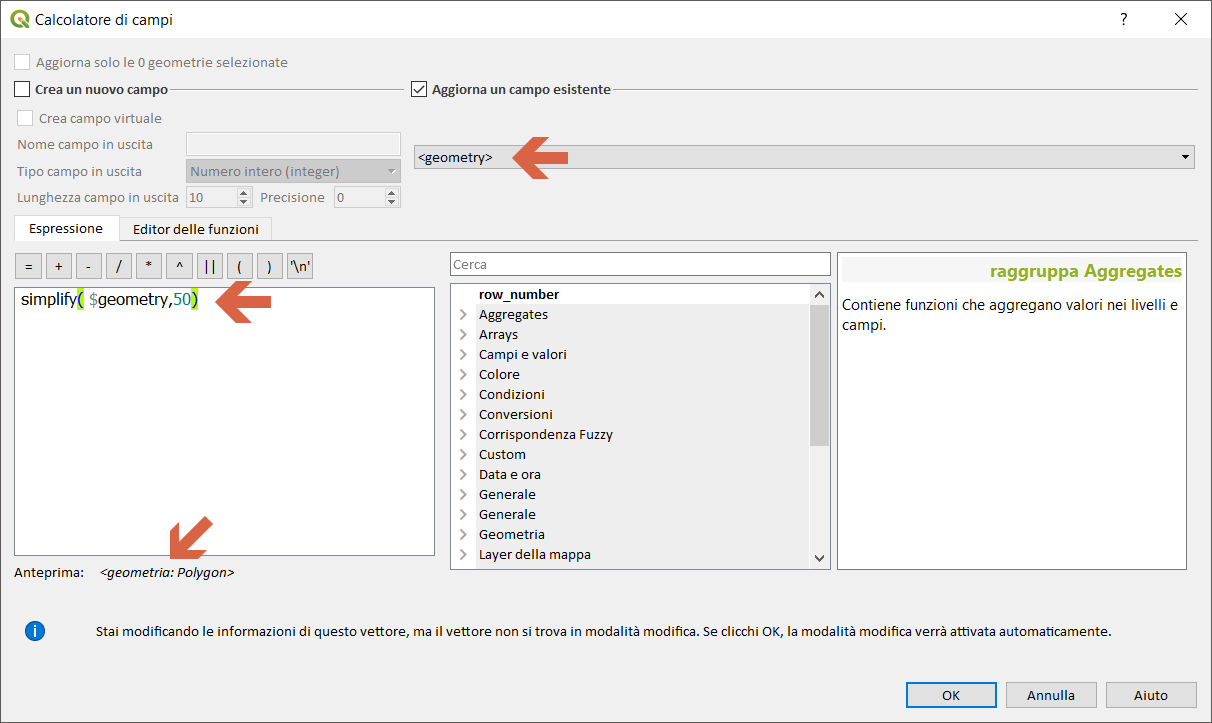 Calcolatore di campi
?
Aggiorna solo le 0 geometrie selezionate
Crea un nuovo campo
Aggiorna un campo esistente
Crea campo virtuale
Nome campo in uscita
<geometry>
Tipo campo in uscita Numero intero (integer)
Lunghezza campo in uscita 10 Precisione 0
Espressione Editor delle funzioni
= + - / * ^ || ( ) '\n'
simplify( $geometry,50)
Anteprima: <geometria: Polygon>
Cerca
row_number
Aggregates
Arrays
Campi e valori
Colore
Condizioni
Conversioni
Corrispondenza Fuzzy
Custom
Data e ora
Generale
Generale
Geometria
Layer della mappa
raggruppa Aggregates
Contiene funzioni che aggregano valori nei livelli e
campi.
Stai modificando le informazioni di questo vettore, ma il vettore non si trova in modalità modifica. Se clicchi OK, la modalità modifica verrà attivata automaticamente.
OK Annulla Aiuto